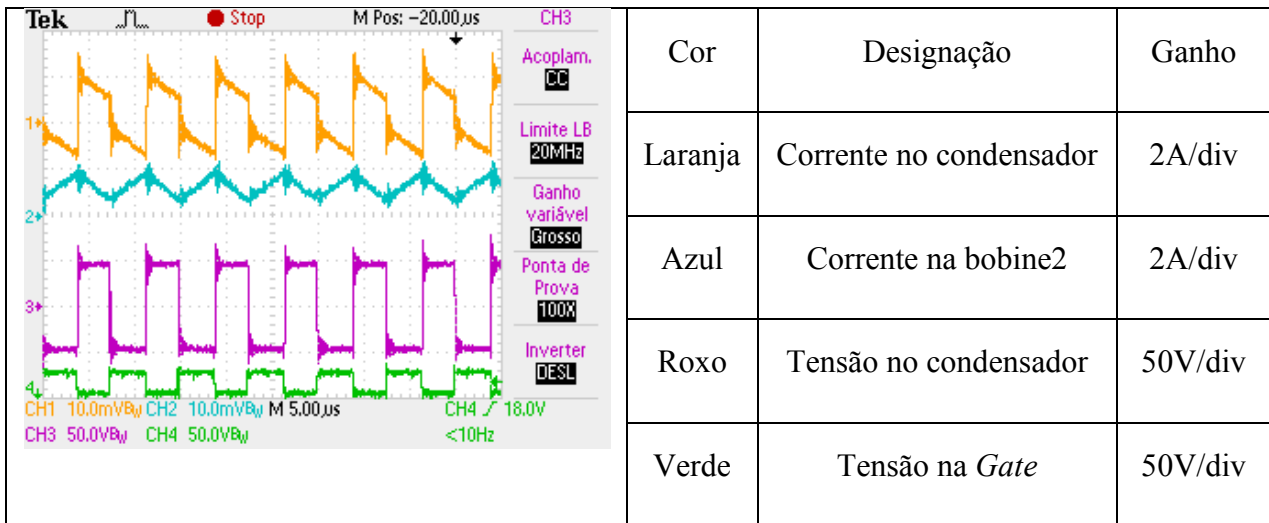 Tek Stop M Pos: -20.00µs CH3
Acoplam.
CC
Limite LB
20MHz
Ganho
variável
Grosso
Ponta de
Prova
100X
Inverter
DESL
1
2
3
4
CH1 10.0mVBW CH2 10.0mVBW M 5.00µs CH4 18.0V
CH3 50.0VBW CH4 50.0VBW <10Hz
Cor Designação Ganho
Laranja Corrente no condensador 2A/div
Azul Corrente na bobine2 2A/div
Roxo Tensão no condensador 50V/div
Verde Tensão na Gate 50V/div